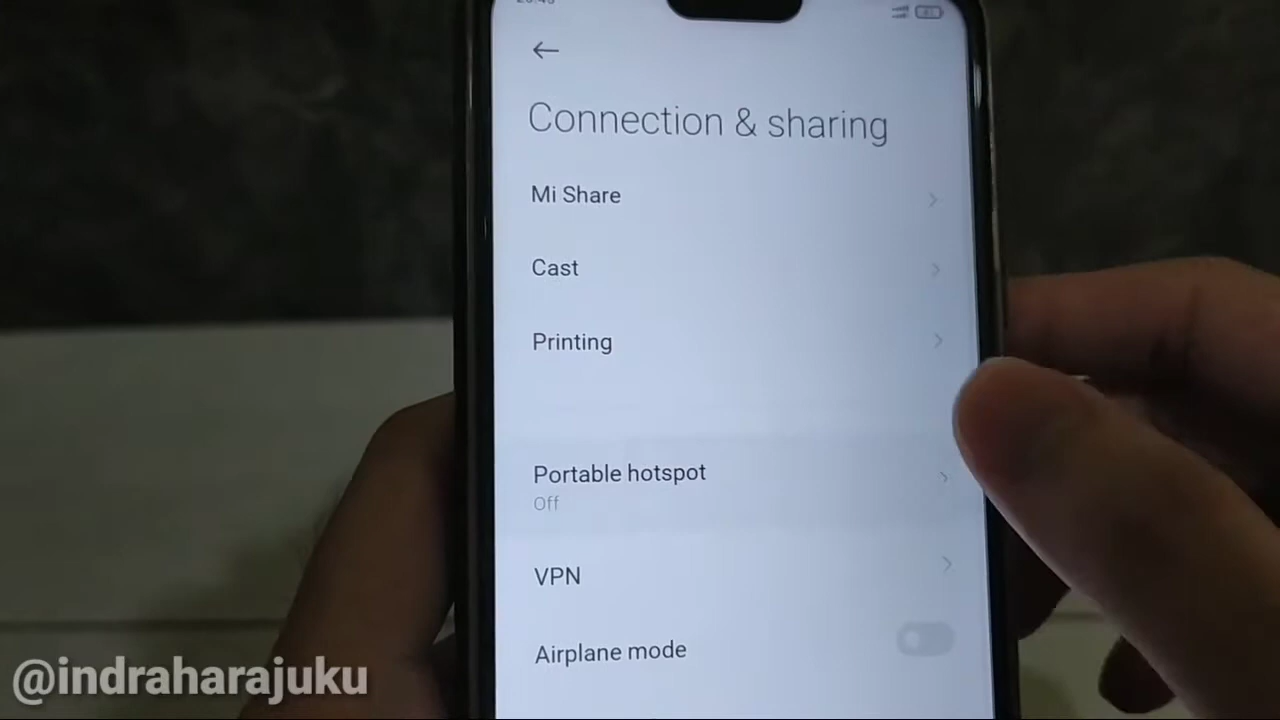 Connection & sharing
Mi Share
Cast
Printing
Portable hotspot
Off
VPN
Airplane mode
@indraharajuku